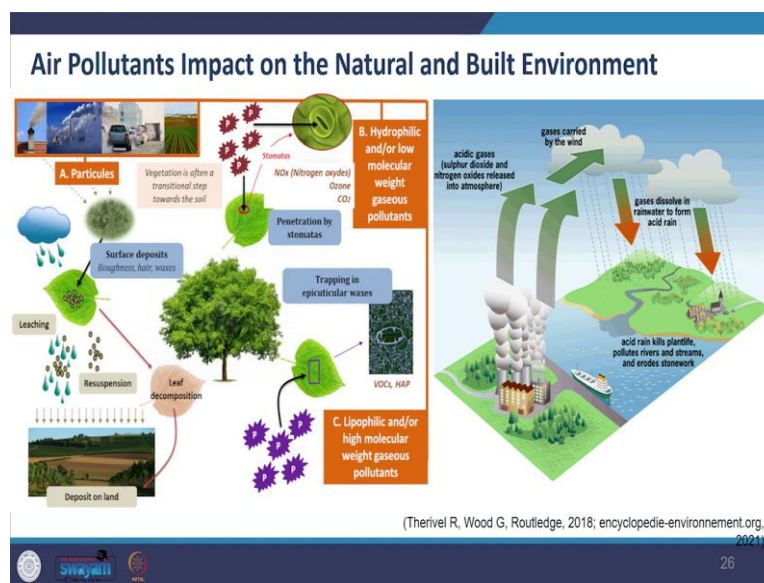 Air Pollutants Impact on the Natural and Built Environment
A. Particules
Vegetation is often a
transitional step
towards the soil
Stomatas
NOx (Nitrogen oxydes)
Ozone
CO₂
B. Hydrophilic
and/or low
molecular
weight
gaseous
pollutants
Penetration by
stomatas
Surface deposits
Roughness, hair, waxes
Trapping in
epicuticular waxes
Leaching
Resuspension
Leaf
decomposition
VOCs, HAP
Deposit on land
P P P P P
P P P P P
C. Lipophilic and/or
high molecular
weight gaseous
pollutants
acidic gases
(sulphur dioxide and
nitrogen oxides released
into atmosphere)
gases carried
by the wind
gases dissolve in
rainwater to form
acid rain
acid rain kills plantlife,
pollutes rivers and streams,
and erodes stonework
(Therivel R, Wood G, Routledge, 2018; encyclopedie-environnement.org,
2021)
swayam
26